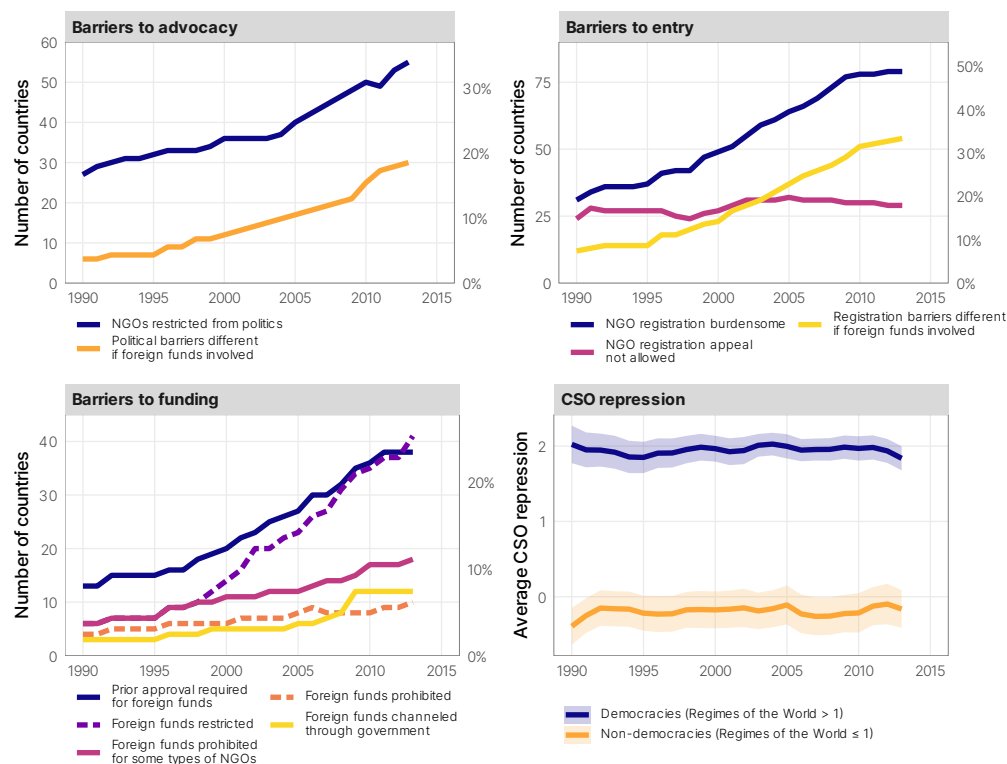 Barriers to advocacy
Number of countries
60
50
40
30
20
10
0
30%
20%
10%
0%
1990 1995 2000 2005 2010 2015
NGOs restricted from politics
Political barriers different
if foreign funds involved
Barriers to entry
Number of countries
75
50
25
0
50%
40%
30%
20%
10%
0%
1990 1995 2000 2005 2010 2015
NGO registration burdensome
NGO registration appeal
not allowed
Registration barriers different
if foreign funds involved
Barriers to funding
Number of countries
40
30
20
10
0
20%
10%
0%
1990 1995 2000 2005 2010 2015
Prior approval required
for foreign funds
Foreign funds restricted
Foreign funds prohibited
for some types of NGOs
Foreign funds prohibited
Foreign funds channeled
through government
CSO repression
Average CSO repression
2
1
0
1990 1995 2000 2005 2010 2015
Democracies (Regimes of the World > 1)
Non-democracies (Regimes of the World ≤ 1)